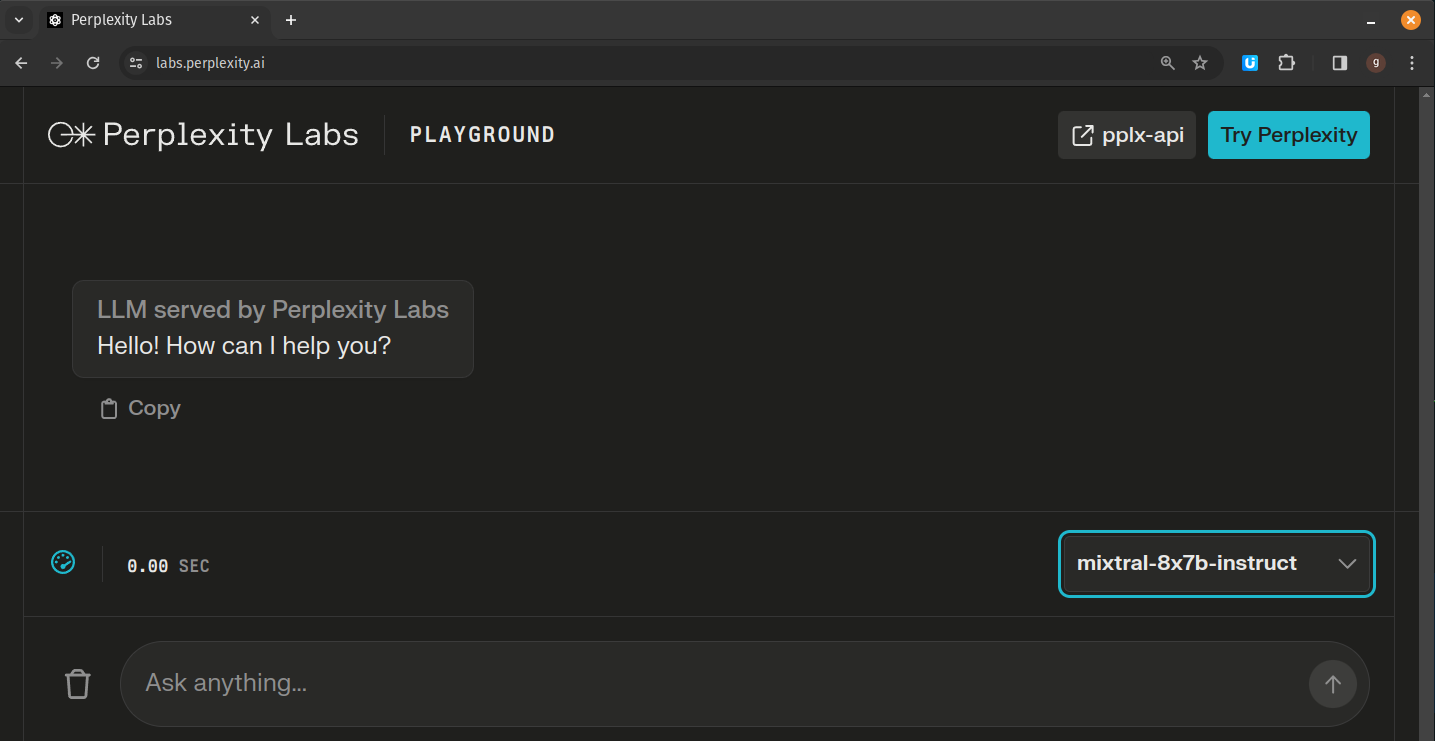 Perplexity Labs
labs.perplexity.ai
g
Perplexity Labs
PLAYGROUND
pplx-api
Try Perplexity
LLM served by Perplexity Labs
Hello! How can I help you?
Copy
0.00 SEC
mixtral-8x7b-instruct
Ask anything...